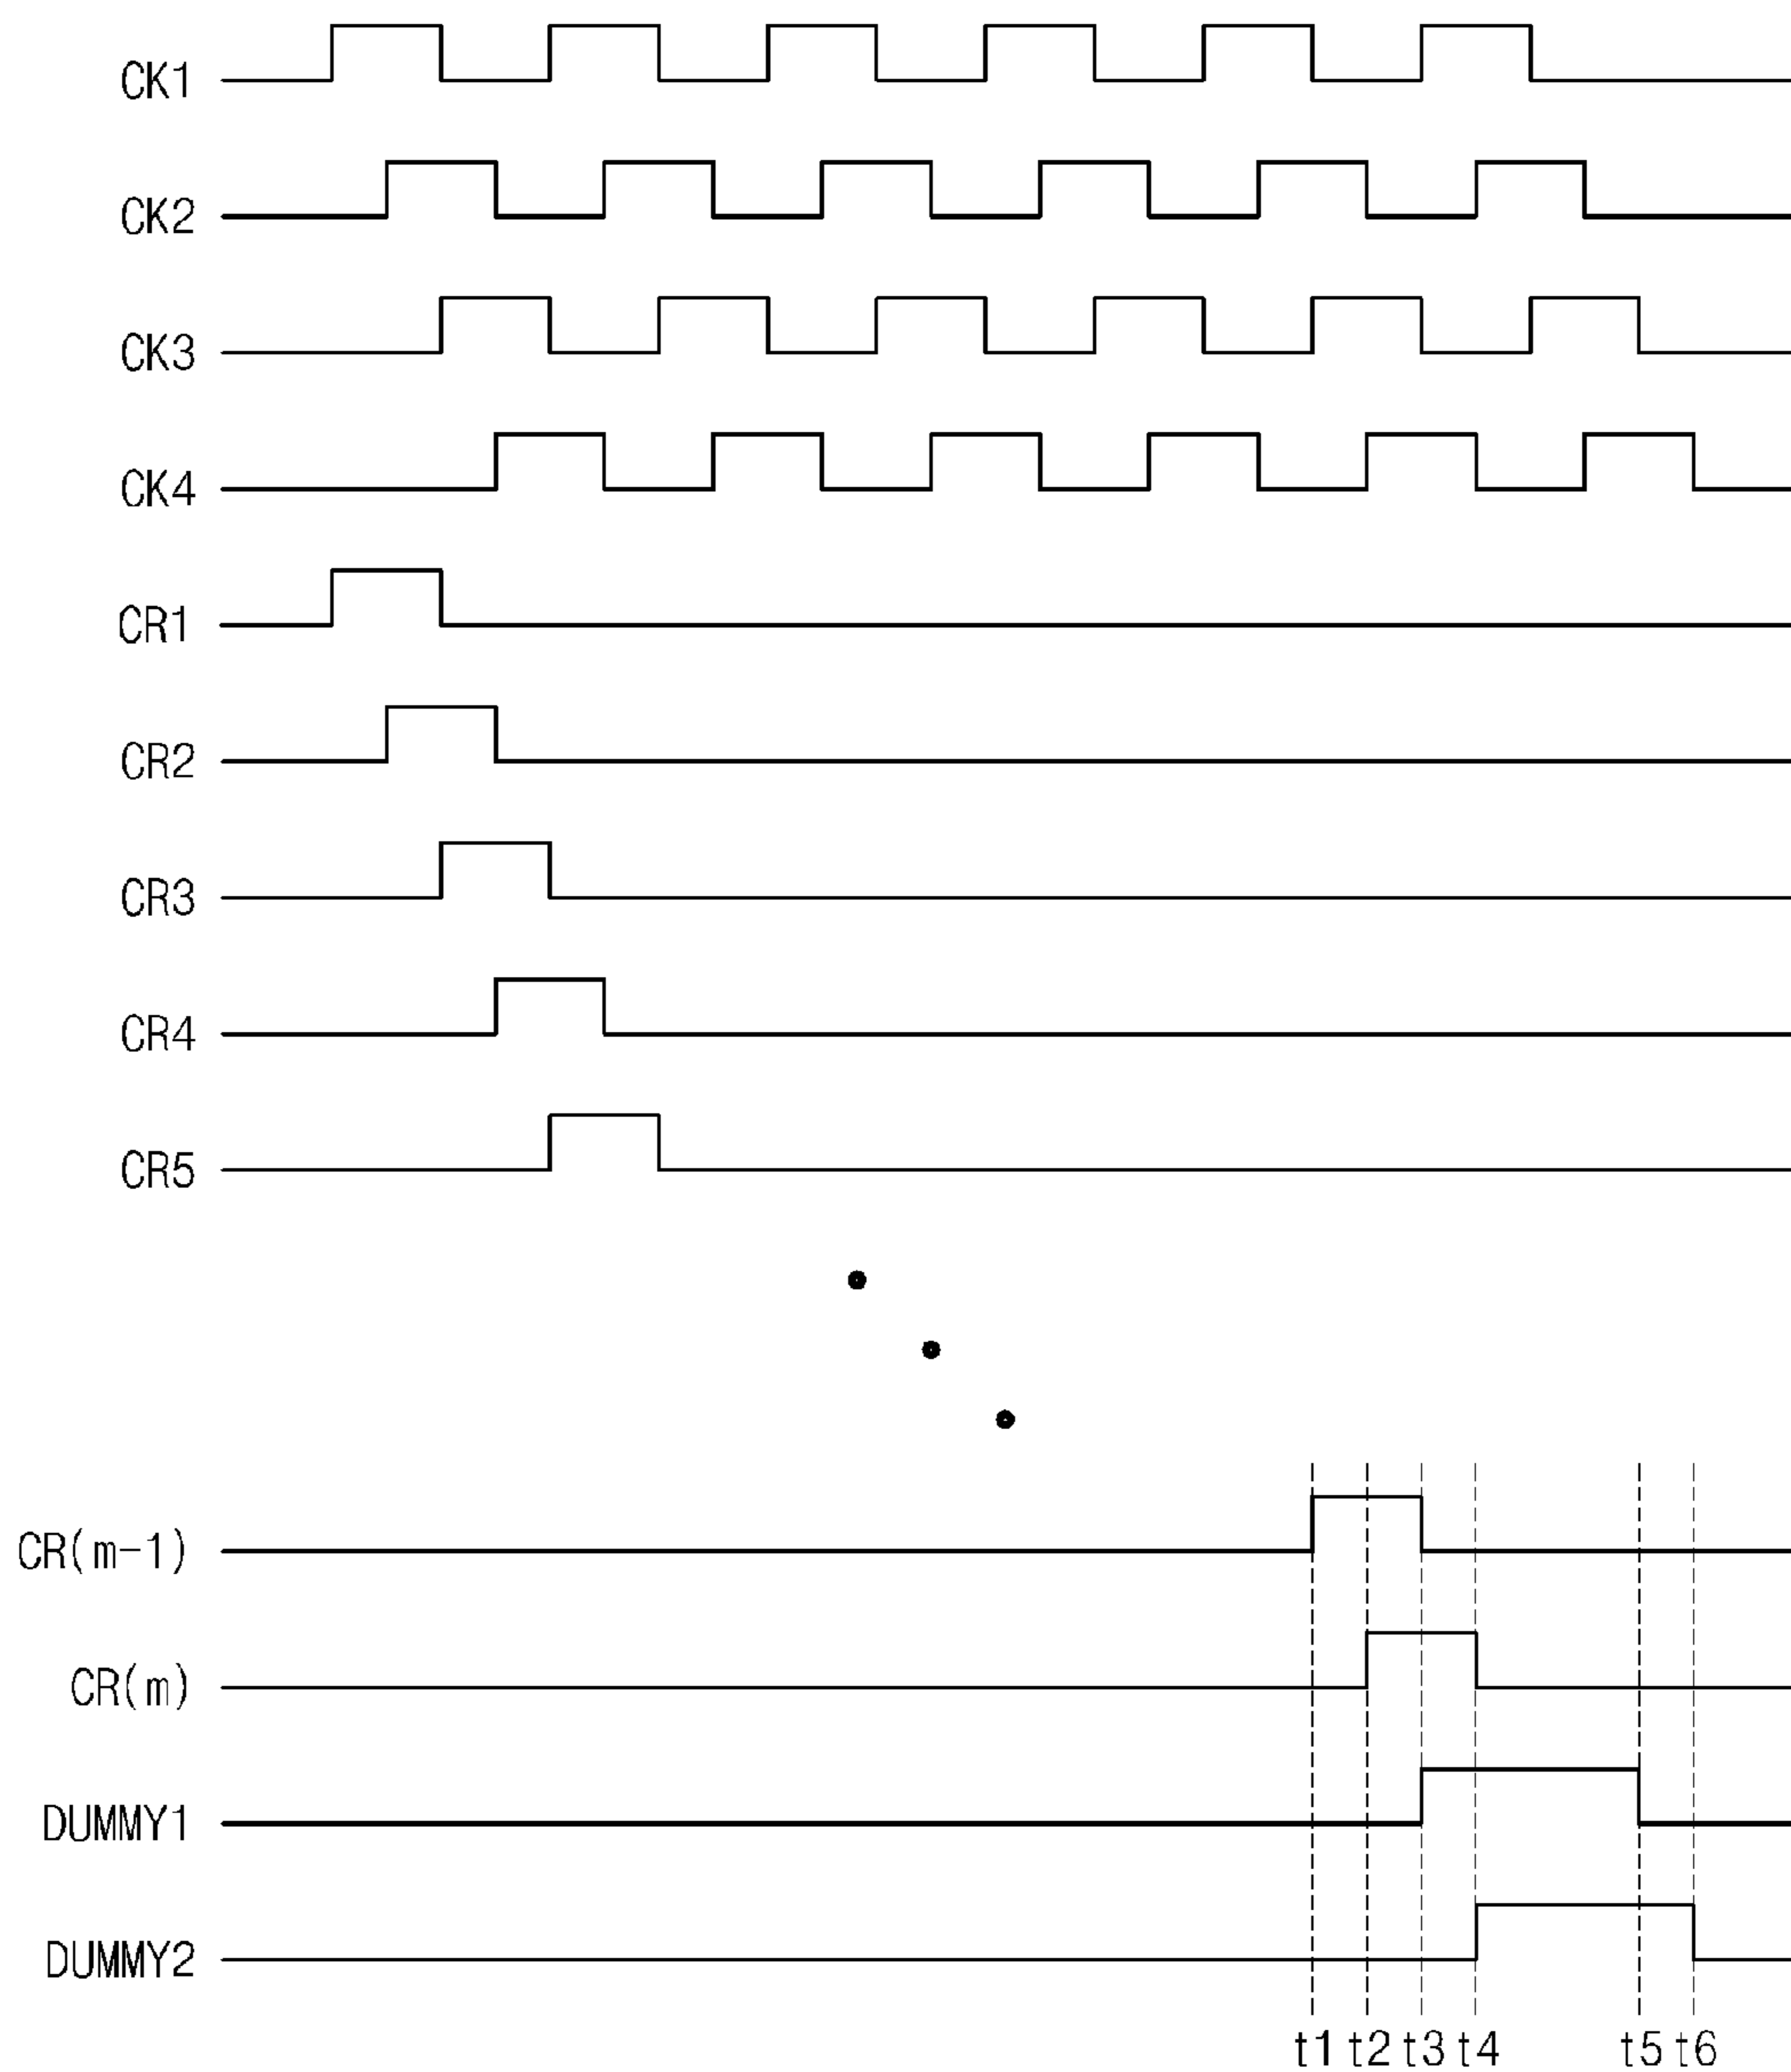 CK1
CK2
CK3
CK4
CR1
CR2
CR3
CR4
CR5
CR(m-1)
CR(m)
DUMMY1
DUMMY2
t1 t2 t3 t4 t5 t6